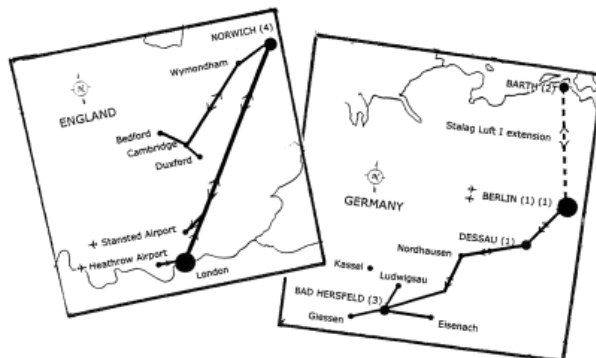 NORWICH (4)
Wymondham
ENGLAND
Bedford
Cambridge
Duxford
Stansted Airport
Heathrow Airport
London
BARTH (2)
Stalag Luft I extension
BERLIN (1) (1)
GERMANY
DESSAU (1)
Nordhausen
Kassel
Ludwigsau
BAD HERSFELD (3)
Giessen
Eisenach